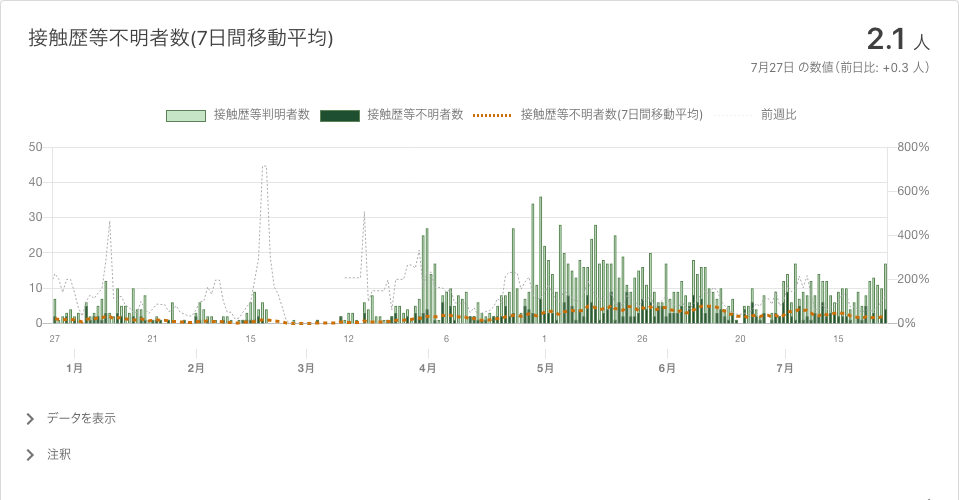 接触歴等不明者数(7日間移動平均)
2.1 人
7月27日 の数値(前日比: +0.3 人)
接触歴等判明者数 接触歴等不明者数 接触歴等不明者数(7日間移動平均) 前週比
50 800%
40 600%
30 400%
20 200%
10
0 0%
27 21 15 12 6 1 26 20 15
1月 2月 3月 4月 5月 6月 7月
データを表示
注釈